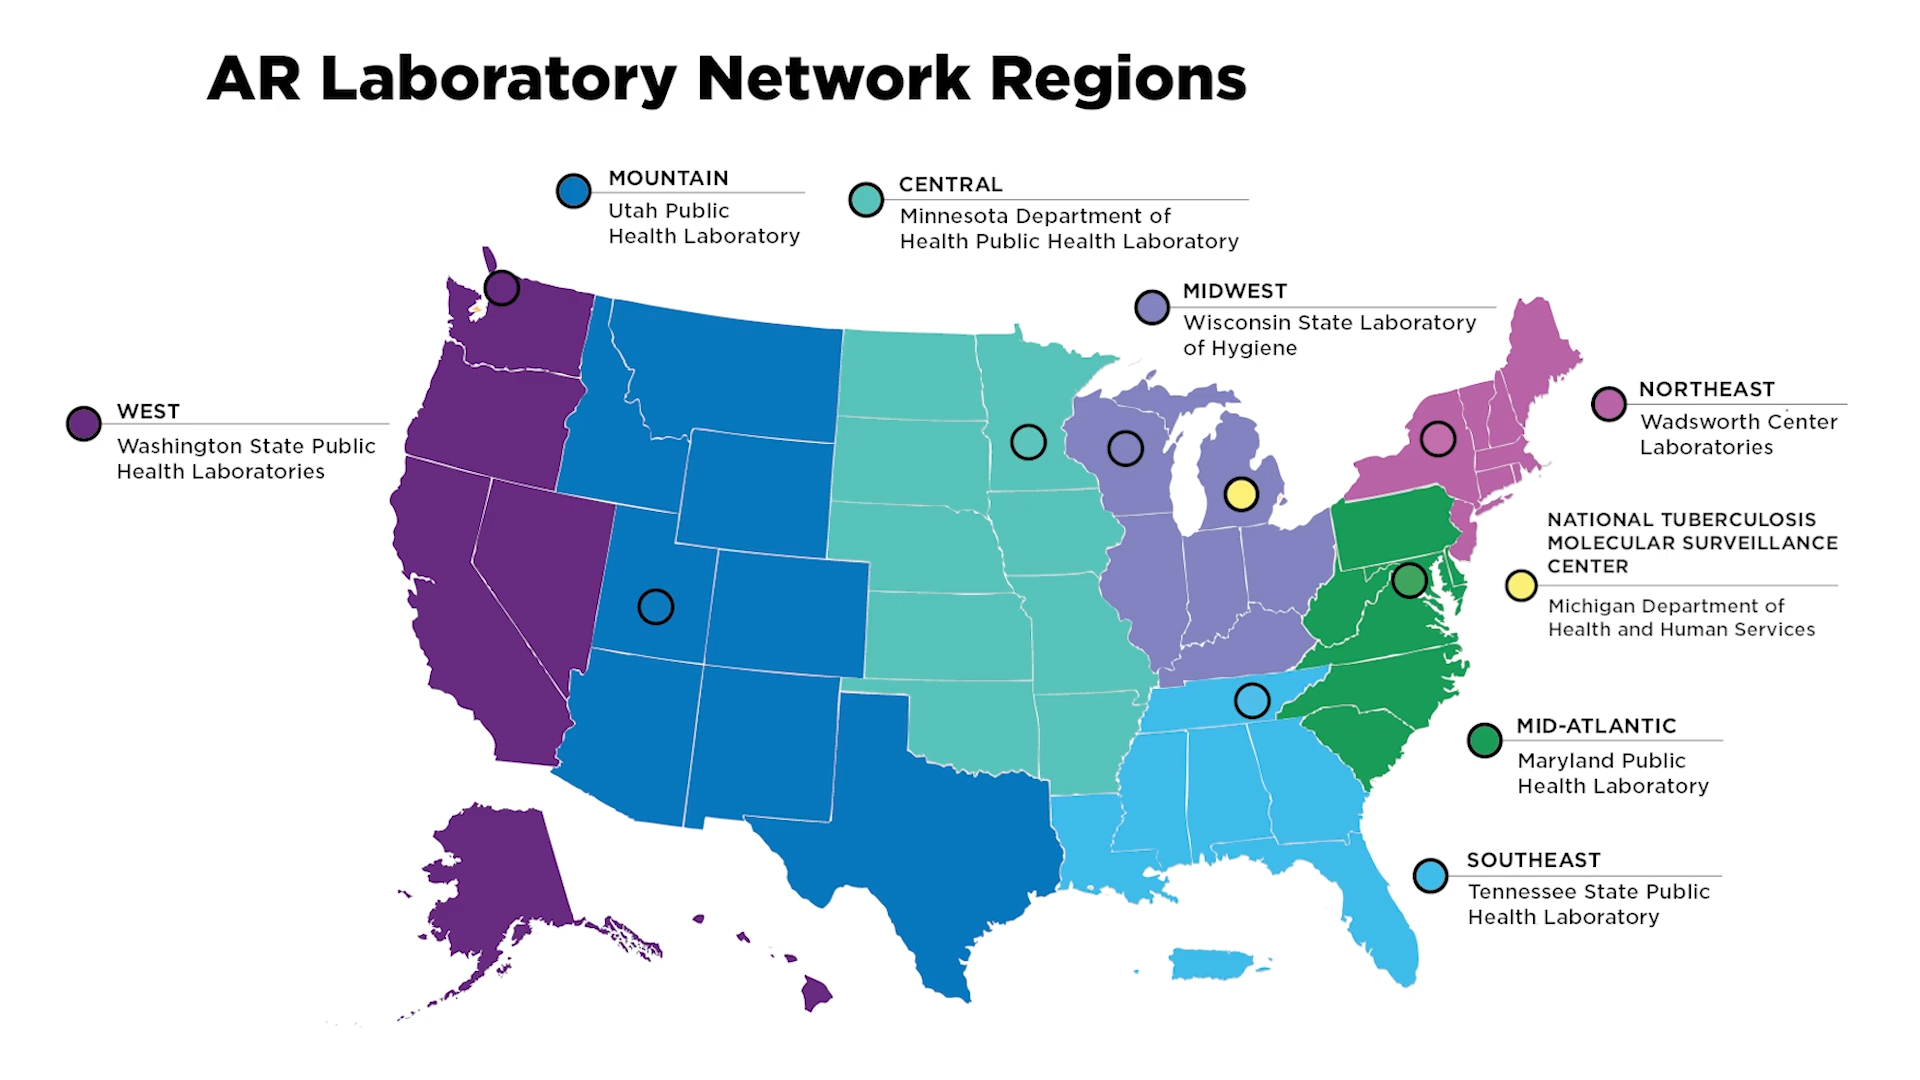 AR Laboratory Network Regions
MOUNTAIN
Utah Public
Health Laboratory
CENTRAL
Minnesota Department of
Health Public Health Laboratory
MIDWEST
Wisconsin State Laboratory
of Hygiene
NORTHEAST
Wadsworth Center
Laboratories
WEST
Washington State Public
Health Laboratories
NATIONAL TUBERCULOSIS
MOLECULAR SURVEILLANCE
CENTER
Michigan Department of
Health and Human Services
MID-ATLANTIC
Maryland Public
Health Laboratory
SOUTHEAST
Tennessee State Public
Health Laboratory